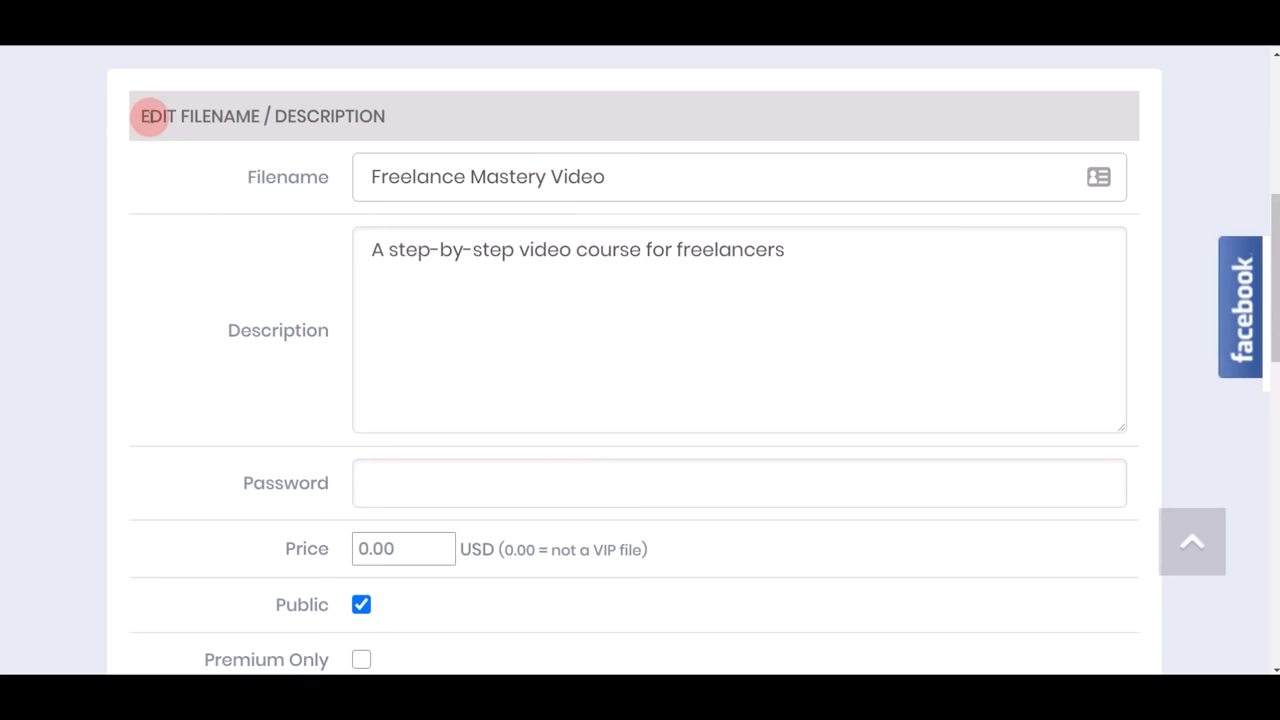 EDIT FILENAME / DESCRIPTION
Filename
Freelance Mastery Video
Description
A step-by-step video course for freelancers
Password
Price
0.00 USD (0.00 = not a VIP file)
Public
Premium Only
facebook